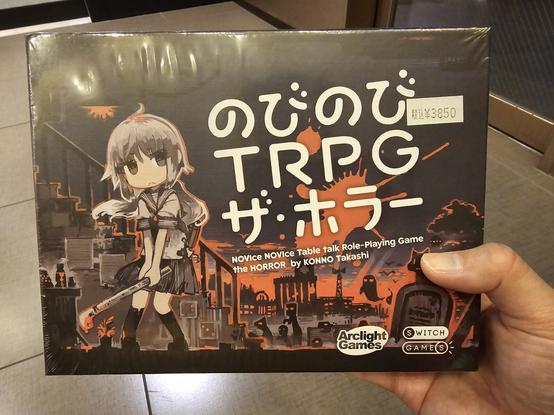 のびのび
TRPG
ザ・ホラー
税込¥3850
NOVIce NOVIce Table talk Role-Playing Game
the HORROR by KONNO Takashi
Arclight
Games
SWITCH
GAMES